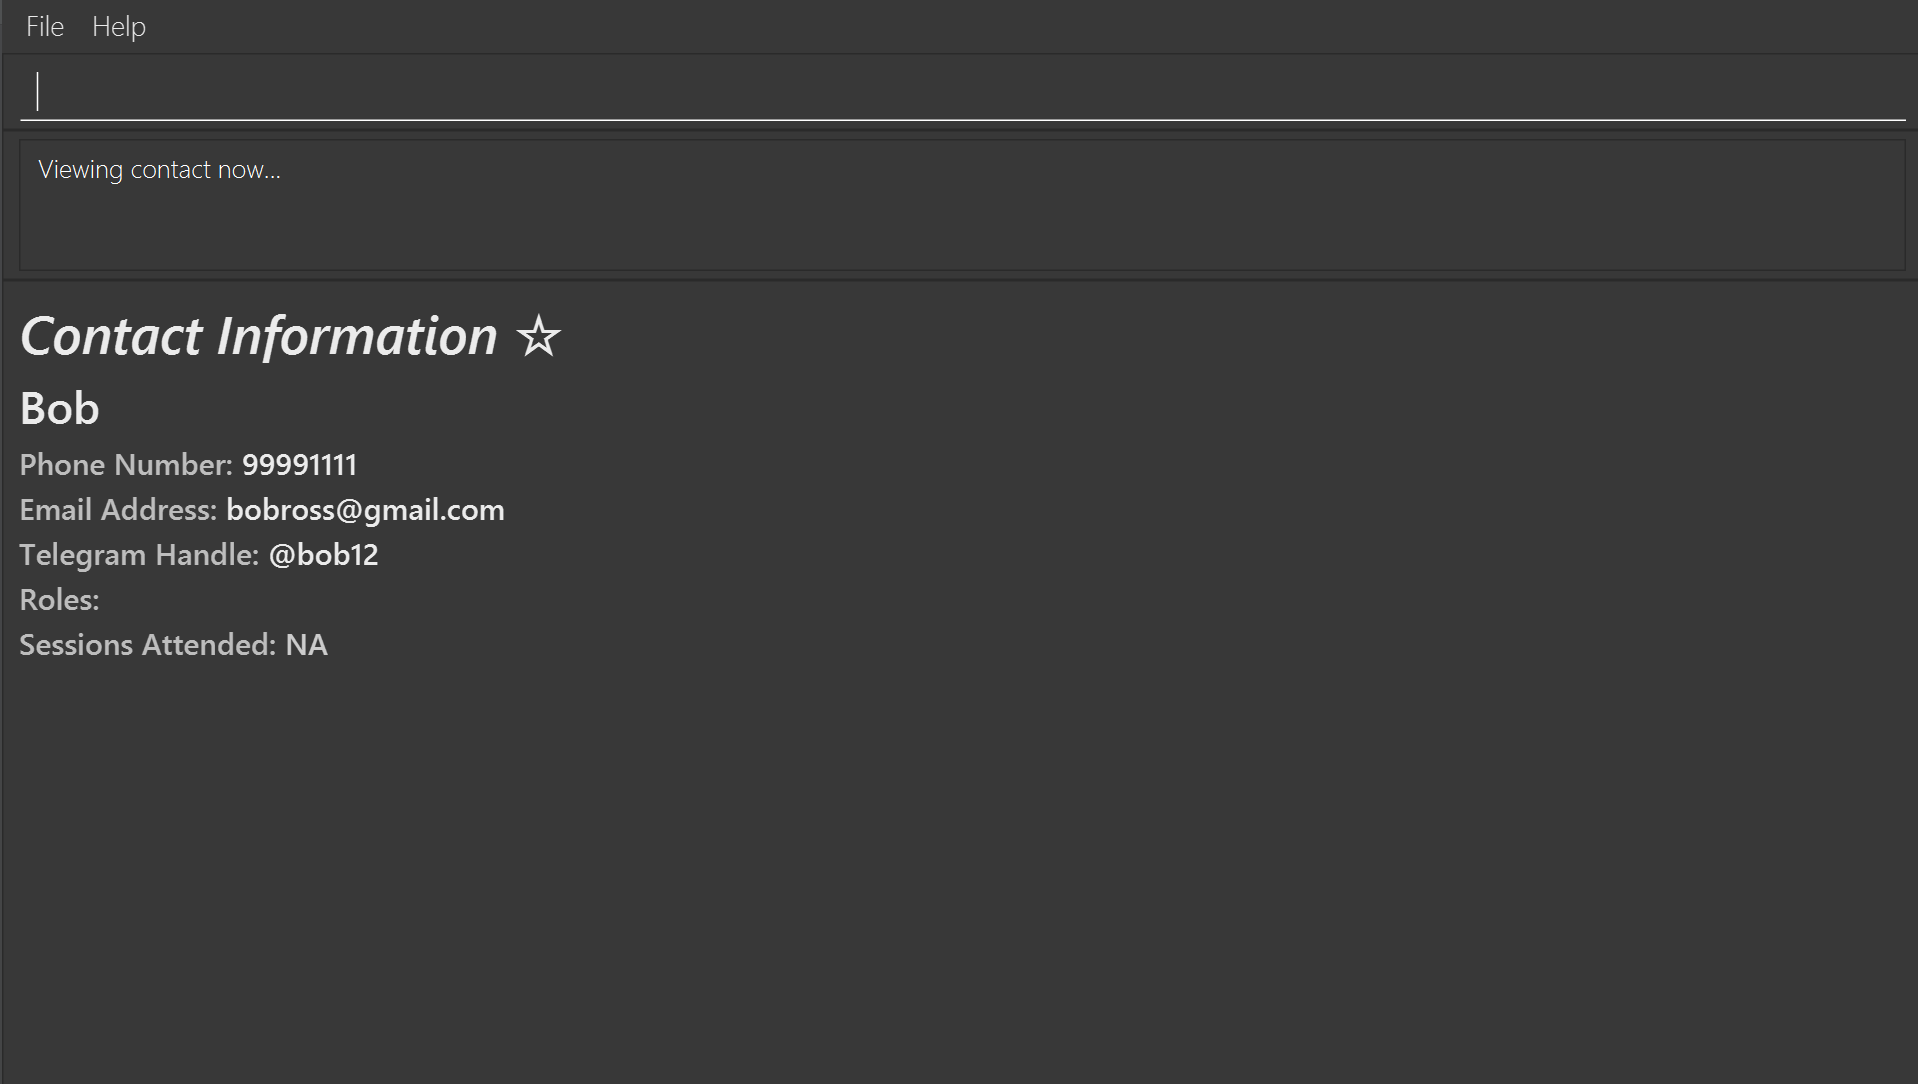 File Help
Viewing contact now...
Contact Information ☆
Bob
Phone Number: 99991111
Email Address: bobross@gmail.com
Telegram Handle: @bob12
Roles:
Sessions Attended: NA